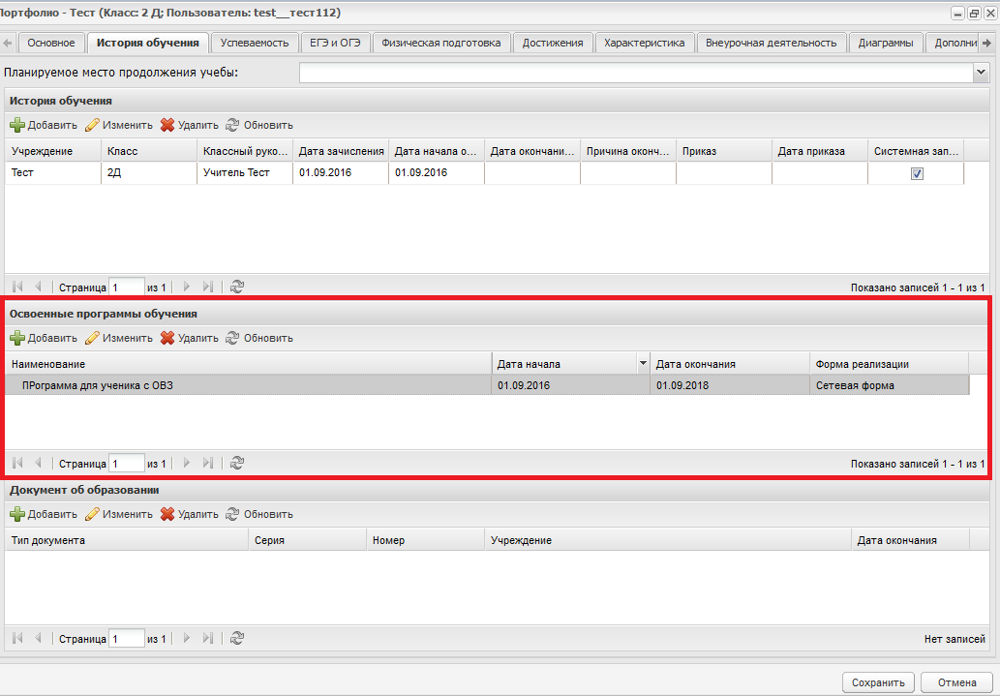 Портфолио - Тест (Класс: 2 Д; Пользователь: test__тест112)
Основное История обучения Успеваемость ЕГЭ и ОГЭ Физическая подготовка Достижения Характеристика Внеурочная деятельность Диаграммы Дополни
Планируемое место продолжения учебы:
История обучения
Добавить Изменить Удалить Обновить
Учреждение Класс Классный руко... Дата зачисления Дата начала о... Дата окончани... Причина оконч... Приказ Дата приказа Системная зап...
Тест 2Д Учитель Тест 01.09.2016 01.09.2016
Страница 1 из 1 Показано записей 1 - 1 из 1
Освоенные программы обучения
Добавить Изменить Удалить Обновить
Наименование Дата начала Дата окончания Форма реализации
ПРограмма для ученика с ОВЗ 01.09.2016 01.09.2018 Сетевая форма
Страница 1 из 1 Показано записей 1 - 1 из 1
Документ об образовании
Добавить Изменить Удалить Обновить
Тип документа Серия Номер Учреждение Дата окончания
Страница 1 из 1 Нет записей
Сохранить Отмена